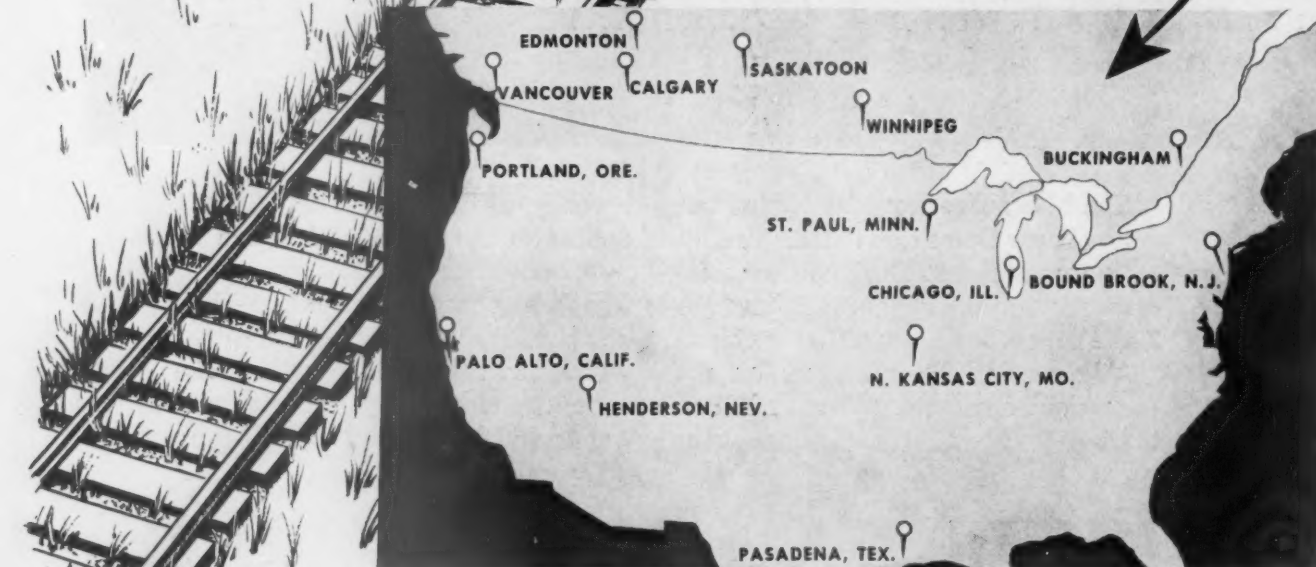 EDMONTON
SASKATOON
VANCOUVER
CALGARY
WINNIPEG
PORTLAND, ORE.
BUCKINGHAM
ST. PAUL, MINN.
CHICAGO, ILL.
BOUND BROOK, N.J.
PALO ALTO, CALIF.
N. KANSAS CITY, MO.
HENDERSON, NEV.
PASADENA, TEX.